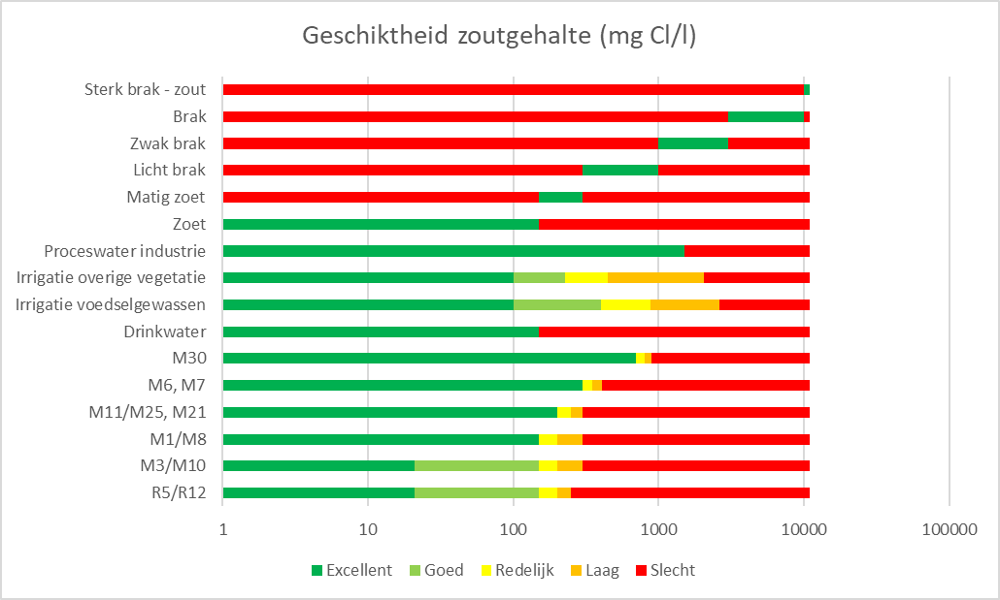 Geschiktheid zoutgehalte (mg Cl/l)
Sterk brak - zout
Brak
Zwak brak
Licht brak
Matig zoet
Zoet
Proceswater industrie
Irrigatie overige vegetatie
Irrigatie voedselgewassen
Drinkwater
M30
M6, M7
M11/M25, M21
M1/M8
M3/M10
R5/R12
1 10 100 1000 10000 100000
Excellent Goed Redelijk Laag Slecht